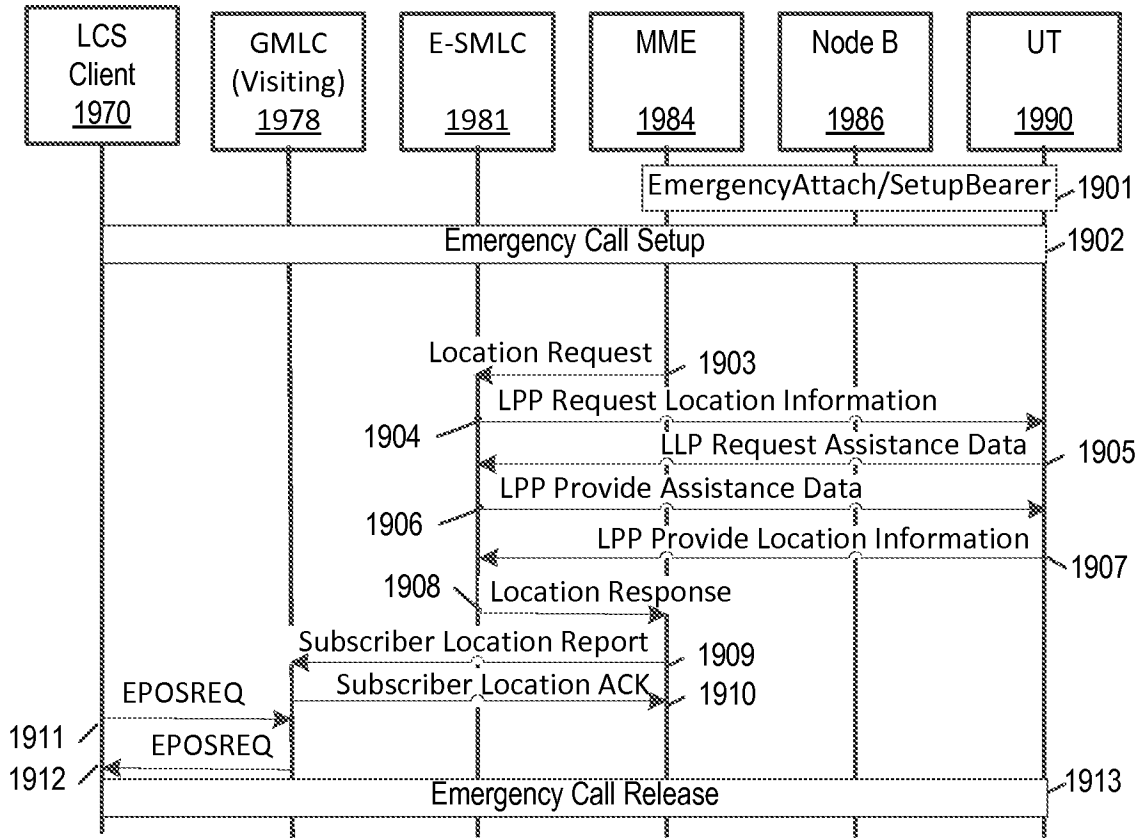 LCS
Client
1970
GMLC
(Visiting)
1978
E-SMLC
1981
MME
1984
Node B
1986
UT
1990
EmergencyAttach/SetupBearer
1901
Emergency Call Setup
1902
Location Request
1903
LPP Request Location Information
1904
LLP Request Assistance Data
1905
LPP Provide Assistance Data
1906
LPP Provide Location Information
1907
1908
Location Response
Subscriber Location Report
1909
Subscriber Location ACK
1910
EPOSREQ
1911
EPOSREQ
1912
Emergency Call Release
1913